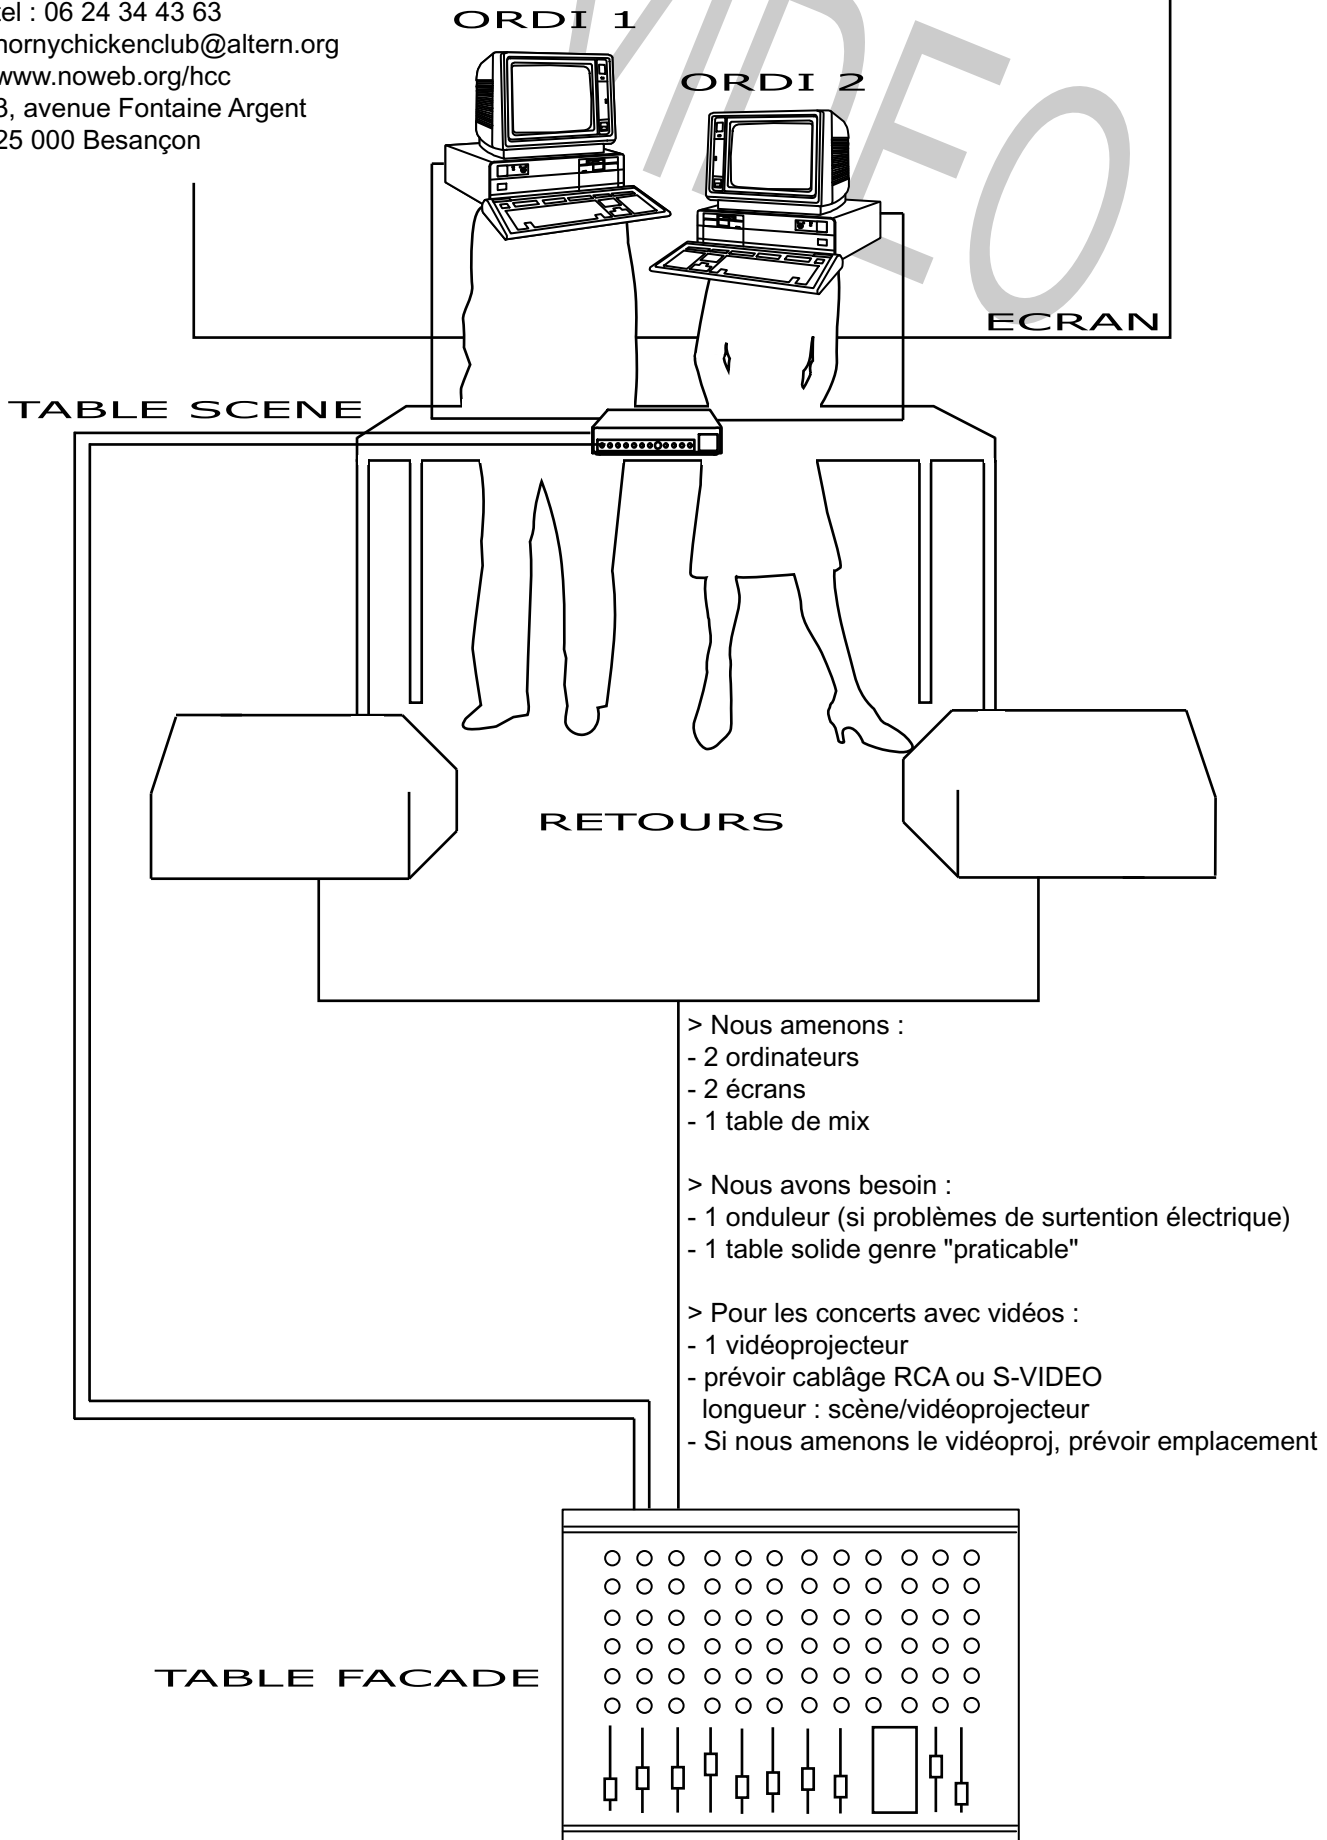 tel : 06 24 34 43 63
hornychickenclub@altern.org
www.noweb.org/hcc
3, avenue Fontaine Argent
25 000 Besançon
ORDI 1
ORDI 2
VIDEO
ECRAN
TABLE SCENE
RETOURS
> Nous amenons :
- 2 ordinateurs
- 2 écrans
- 1 table de mix
> Nous avons besoin :
- 1 onduleur (si problèmes de surtention électrique)
- 1 table solide genre "praticable"
> Pour les concerts avec vidéos :
- 1 vidéoprojecteur
- prévoir cablâge RCA ou S-VIDEO
longueur : scène/vidéoprojecteur
- Si nous amenons le vidéoproj, prévoir emplacement
TABLE FACADE